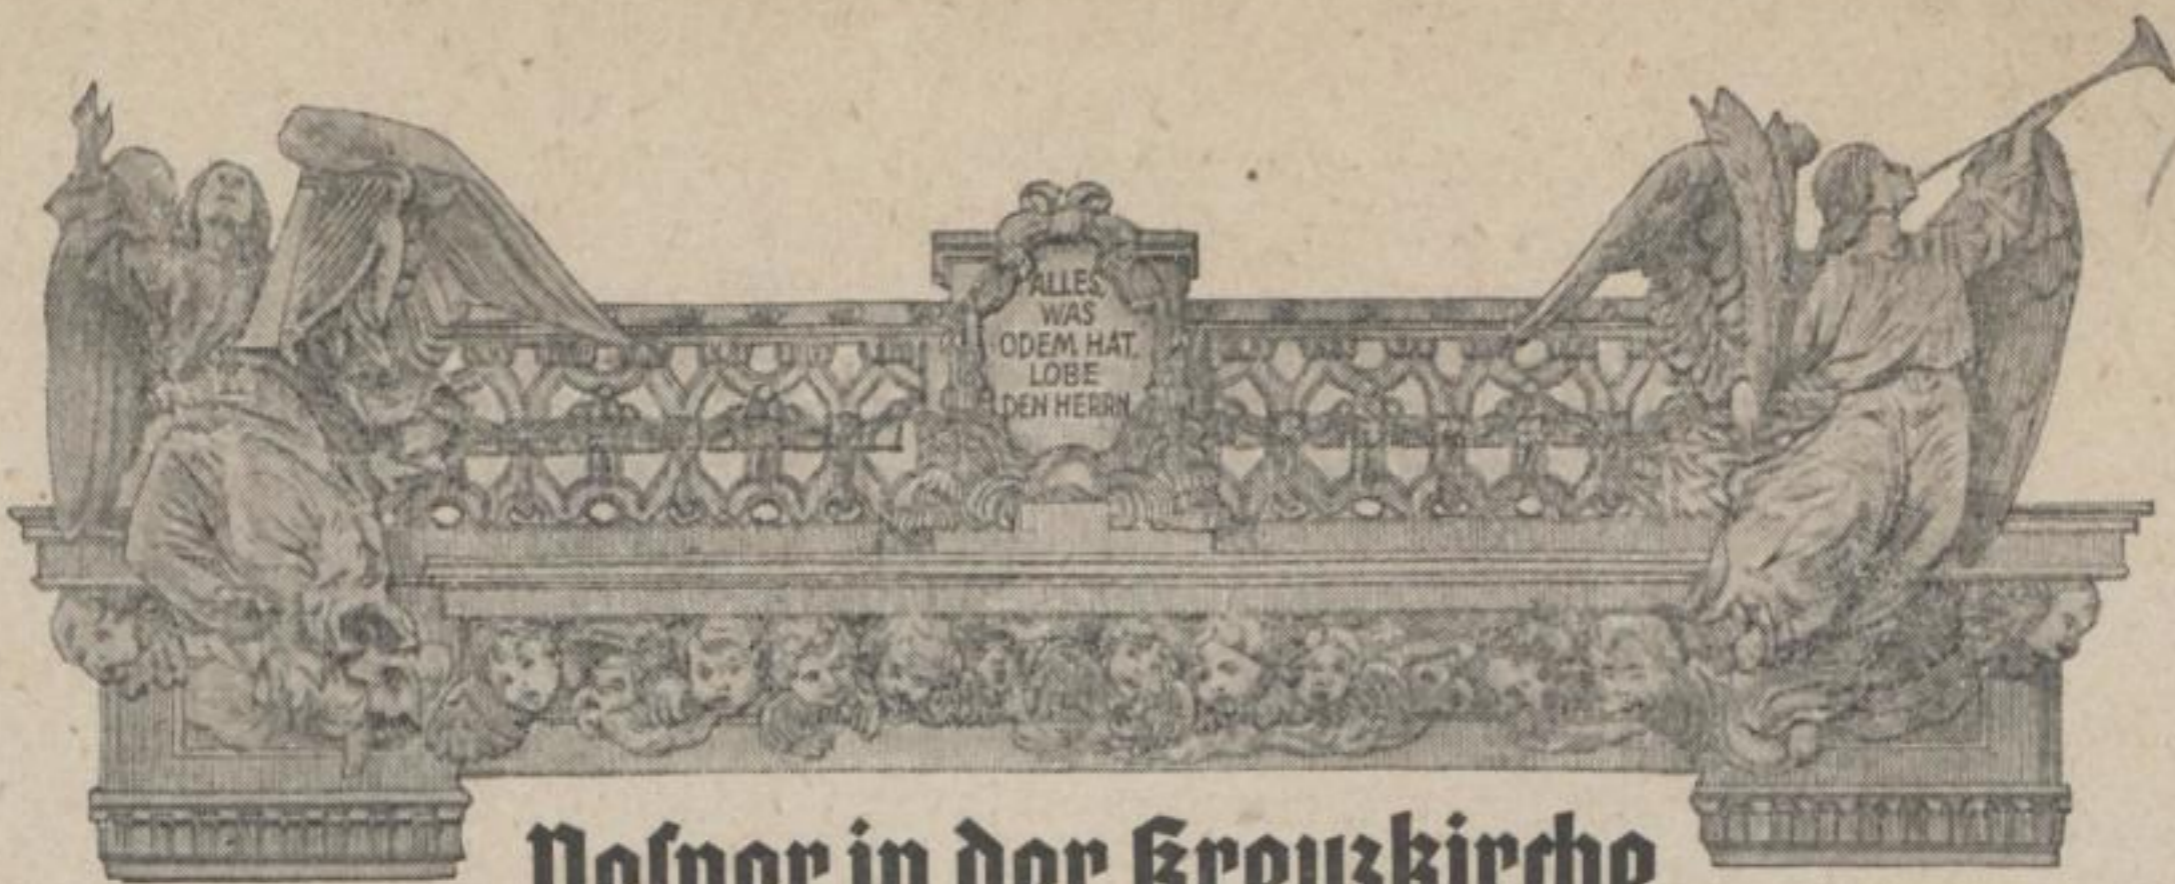 ALLES,
WAS
ODEM HAT,
LOBE
DEN HERRN
Vesper in der Kreuzkirche